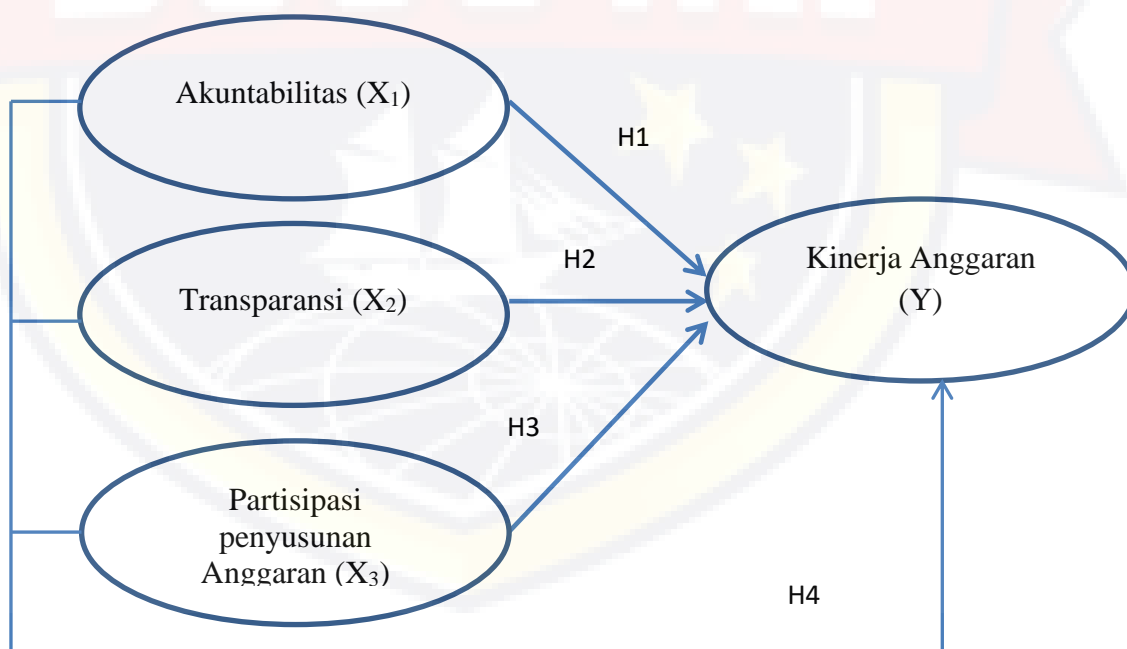 Akuntabilitas (X₁)
H1
H2
Kinerja Anggaran
(Y)
Transparansi (X₂)
H3
Partisipasi
penyusunan
Anggaran (X₃)
H4